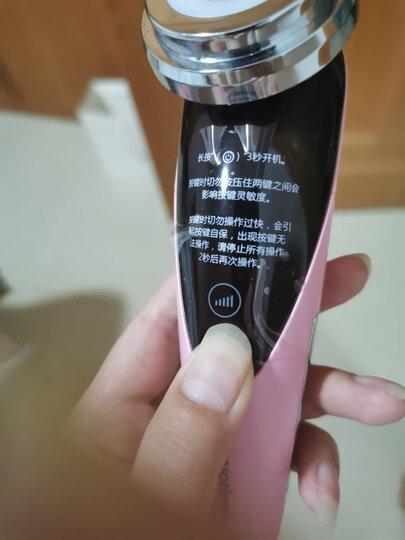 长按“(⏻)”3秒开机。
按键时切勿按压住两键之间会
影响按键灵敏度。
按键时切勿操作过快，会引
起按键自保，出现按键无
法操作，请停止所有操作
2秒后再次操作。